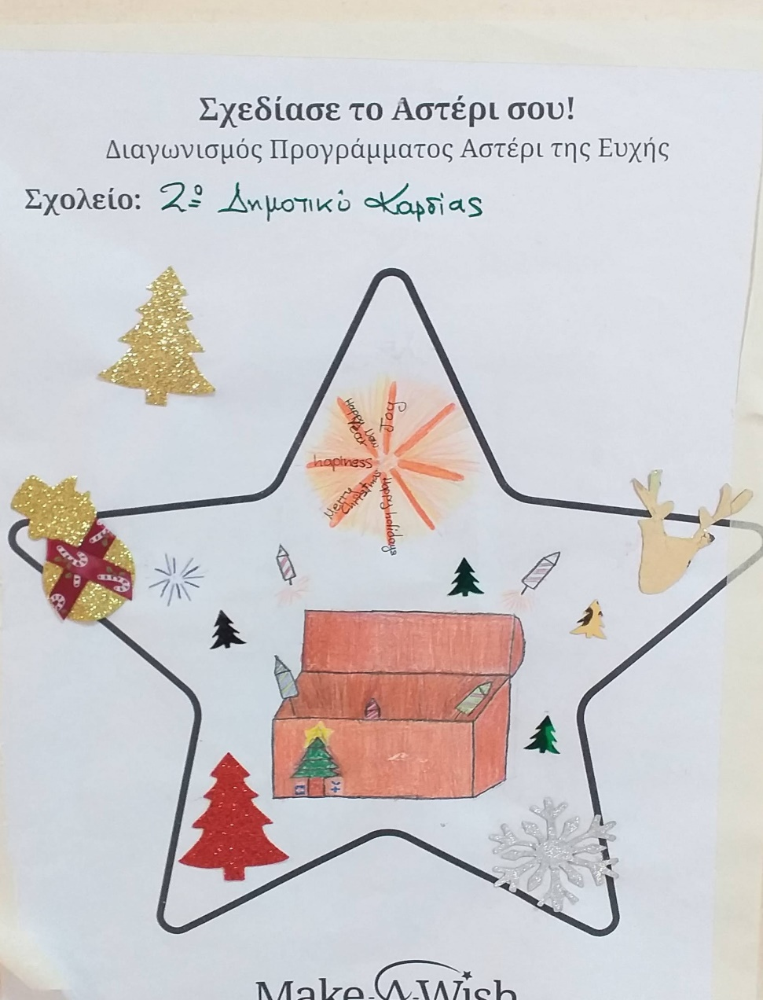 Σχεδίασε το Αστέρι σου!
Διαγωνισμός Προγράμματος Αστέρι της Ευχής
Σχολείο: 2ο Δημοτικό Καρδίας
Happy New
Year
Joy
hapiness
Merry
Christmas
Happy holidays
Make-A-Wish